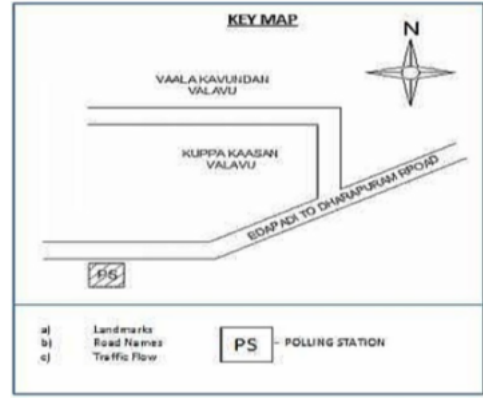 KEY MAP
N
VAALA KAVUNDAN
VALAVU
KUPPA KAASAN
VALAVU
EDAPADI TO DHARAPURAM RPOAD
PS
a) Landmarks
b) Road Names
c) Traffic Flow
PS - POLLING STATION